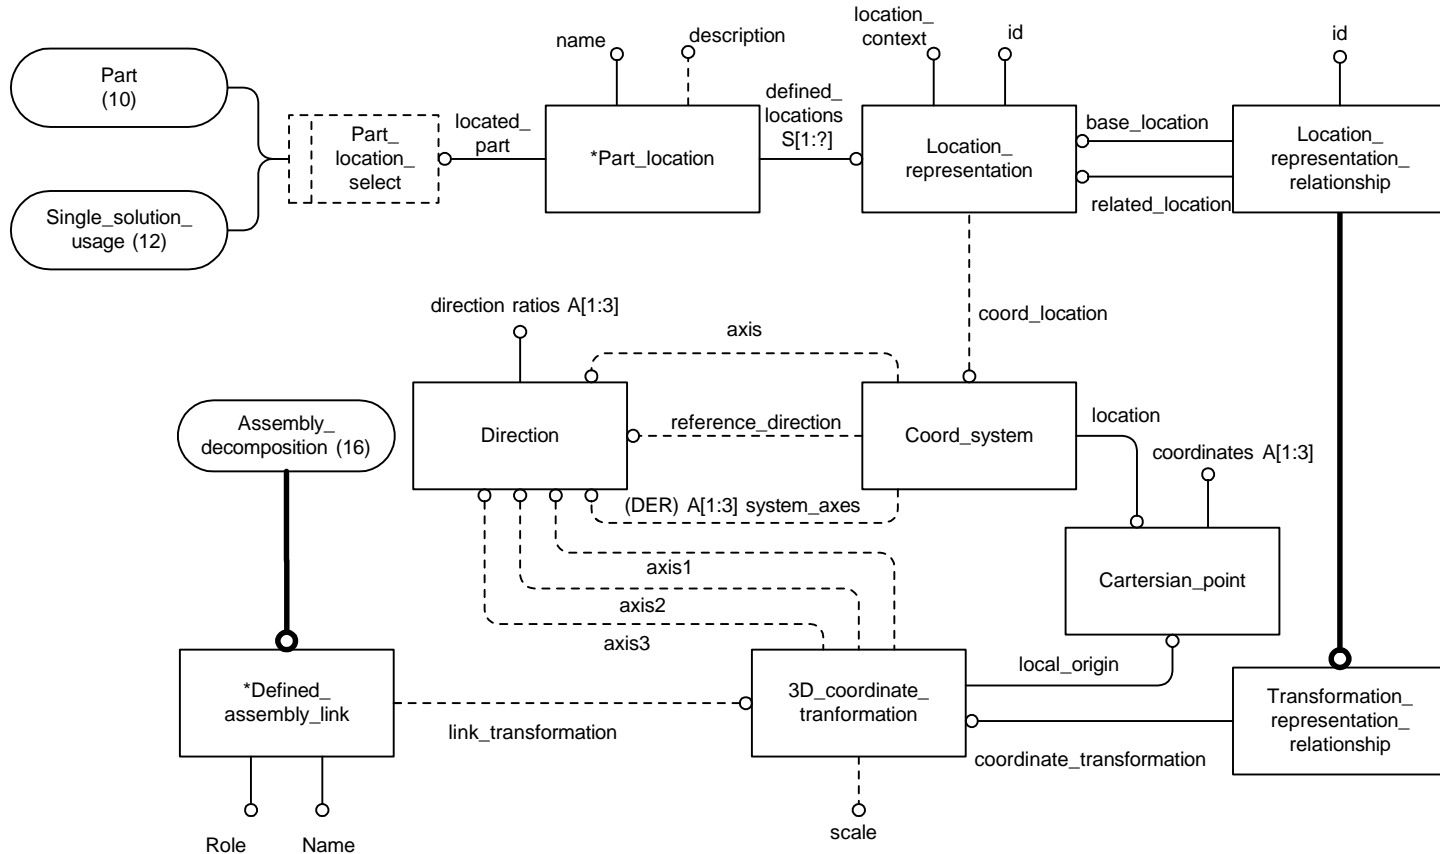 location_
context
id
id
name
description
Part
(10)
defined_
locations
S[1:?]
located_
part
Part_
location_
select
*Part_location
Location_
representation
base_location
related_location
Location_
representation_
relationship
Single_solution_
usage (12)
direction ratios A[1:3]
axis
coord_location
Direction
reference_direction
Coord_system
location
coordinates A[1:3]
Assembly_
decomposition (16)
(DER) A[1:3] system_axes
axis1
axis2
axis3
Cartersian_point
local_origin
*Defined_
assembly_link
link_transformation
3D_coordinate_
tranformation
coordinate_transformation
Transformation_
representation_
relationship
scale
Role
Name